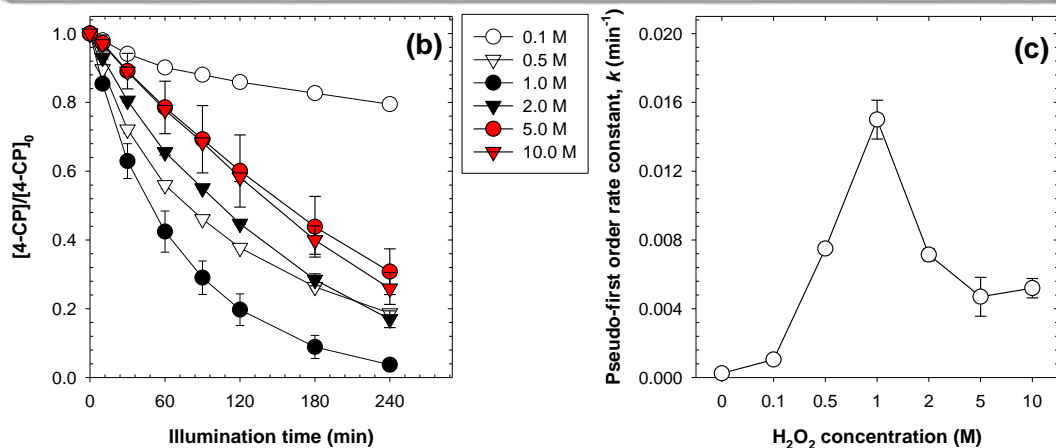 (b)
[4-CP]/[4-CP]₀
1.0
0.8
0.6
0.4
0.2
0.0
0 60 120 180 240
Illumination time (min)
0.1 M
0.5 M
1.0 M
2.0 M
5.0 M
10.0 M
(c)
Pseudo-first order rate constant, k (min⁻¹)
0.020
0.016
0.012
0.008
0.004
0.000
0 0.1 0.5 1 2 5 10
H₂O₂ concentration (M)